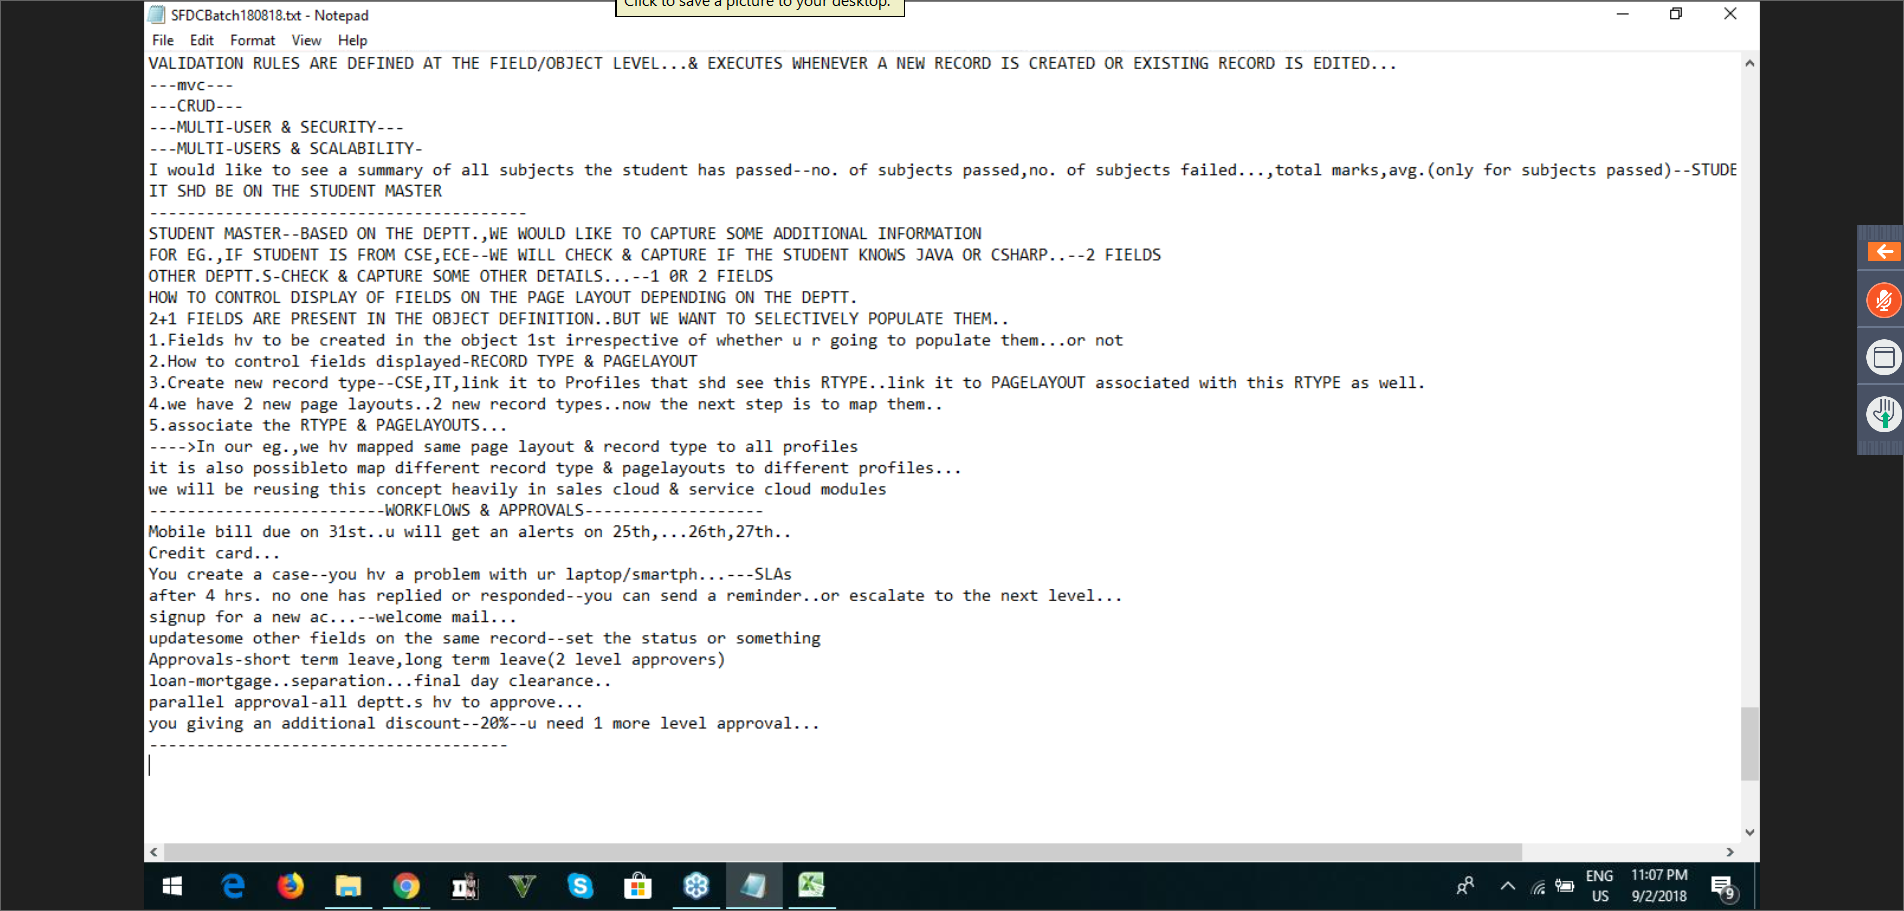 Click to save a picture to your desktop.
SFDCBatch180818.txt - Notepad
File Edit Format View Help
VALIDATION RULES ARE DEFINED AT THE FIELD/OBJECT LEVEL...& EXECUTES WHENEVER A NEW RECORD IS CREATED OR EXISTING RECORD IS EDITED...
---mvc---
---CRUD---
---MULTI-USER & SECURITY---
---MULTI-USERS & SCALABILITY-
I would like to see a summary of all subjects the student has passed--no. of subjects passed,no. of subjects failed...,total marks,avg.(only for subjects passed)--STUDE
IT SHD BE ON THE STUDENT MASTER
----------------------------------------
STUDENT MASTER--BASED ON THE DEPTT.,WE WOULD LIKE TO CAPTURE SOME ADDITIONAL INFORMATION
FOR EG.,IF STUDENT IS FROM CSE,ECE--WE WILL CHECK & CAPTURE IF THE STUDENT KNOWS JAVA OR CSHARP..--2 FIELDS
OTHER DEPTT.S-CHECK & CAPTURE SOME OTHER DETAILS...--1 0R 2 FIELDS
HOW TO CONTROL DISPLAY OF FIELDS ON THE PAGE LAYOUT DEPENDING ON THE DEPTT.
2+1 FIELDS ARE PRESENT IN THE OBJECT DEFINITION..BUT WE WANT TO SELECTIVELY POPULATE THEM..
1.Fields hv to be created in the object 1st irrespective of whether u r going to populate them...or not
2.How to control fields displayed-RECORD TYPE & PAGELAYOUT
3.Create new record type--CSE,IT,link it to Profiles that shd see this RTYPE..link it to PAGELAYOUT associated with this RTYPE as well.
4.we have 2 new page layouts..2 new record types..now the next step is to map them..
5.associate the RTYPE & PAGELAYOUTS...
---->In our eg.,we hv mapped same page layout & record type to all profiles
it is also possibleto map different record type & pagelayouts to different profiles...
we will be reusing this concept heavily in sales cloud & service cloud modules
-------------------------WORKFLOWS & APPROVALS-------------------
Mobile bill due on 31st..u will get an alerts on 25th,...26th,27th..
Credit card...
You create a case--you hv a problem with ur laptop/smartph...---SLAs
after 4 hrs. no one has replied or responded--you can send a reminder..or escalate to the next level...
signup for a new ac...--welcome mail...
updatesome other fields on the same record--set the status or something
Approvals-short term leave,long term leave(2 level approvers)
loan-mortgage..separation...final day clearance..
parallel approval-all deptt.s hv to approve...
you giving an additional discount--20%--u need 1 more level approval...
--------------------------------------
ENG 11:07 PM
US 9/2/2018
9